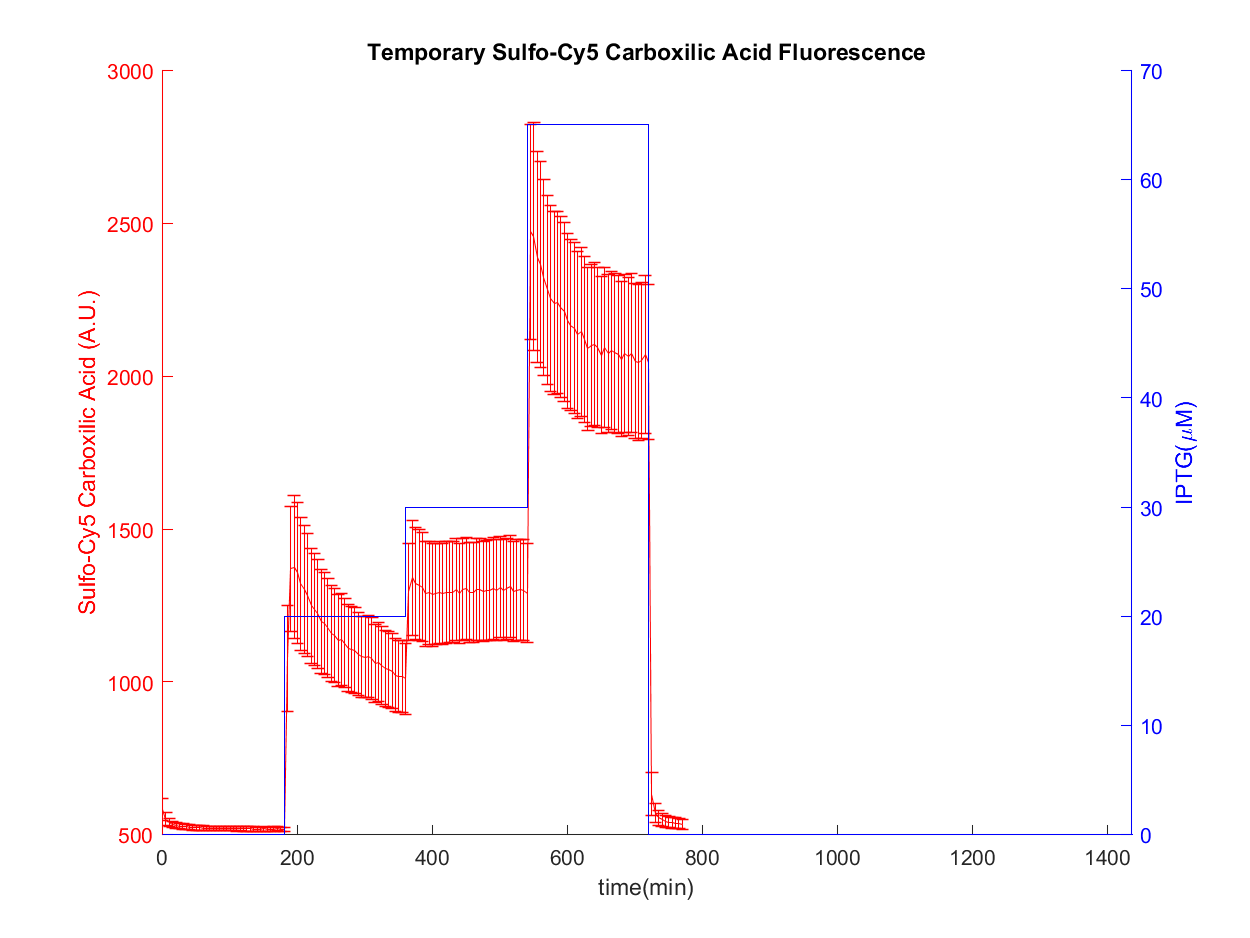 Temporary Sulfo-Cy5 Carboxilic Acid Fluorescence
3000
2500
2000
1500
1000
500
Sulfo-Cy5 Carboxilic Acid (A.U.)
70
60
50
40
30
20
10
0
IPTG(μM)
0 200 400 600 800 1000 1200 1400
time(min)